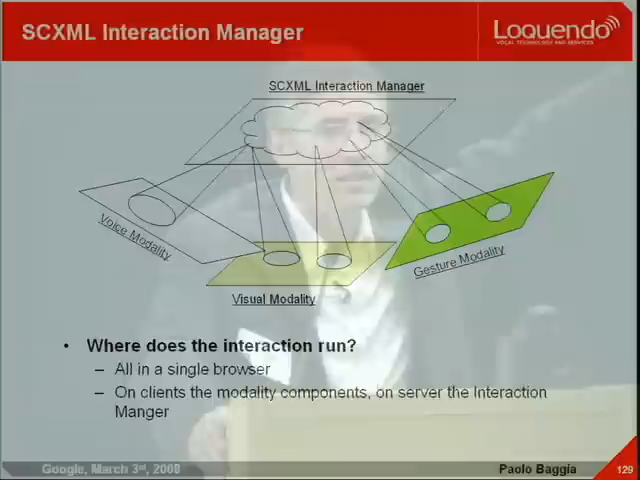 SCXML Interaction Manager
Loquendo
VOCAL TECHNOLOGY AND SERVICES
SCXML Interaction Manager
Voice Modality
Gesture Modality
Visual Modality
• Where does the interaction run?
– All in a single browser
– On clients the modality components, on server the Interaction
Manger
Google, March 3rd, 2008
Paolo Baggia
129